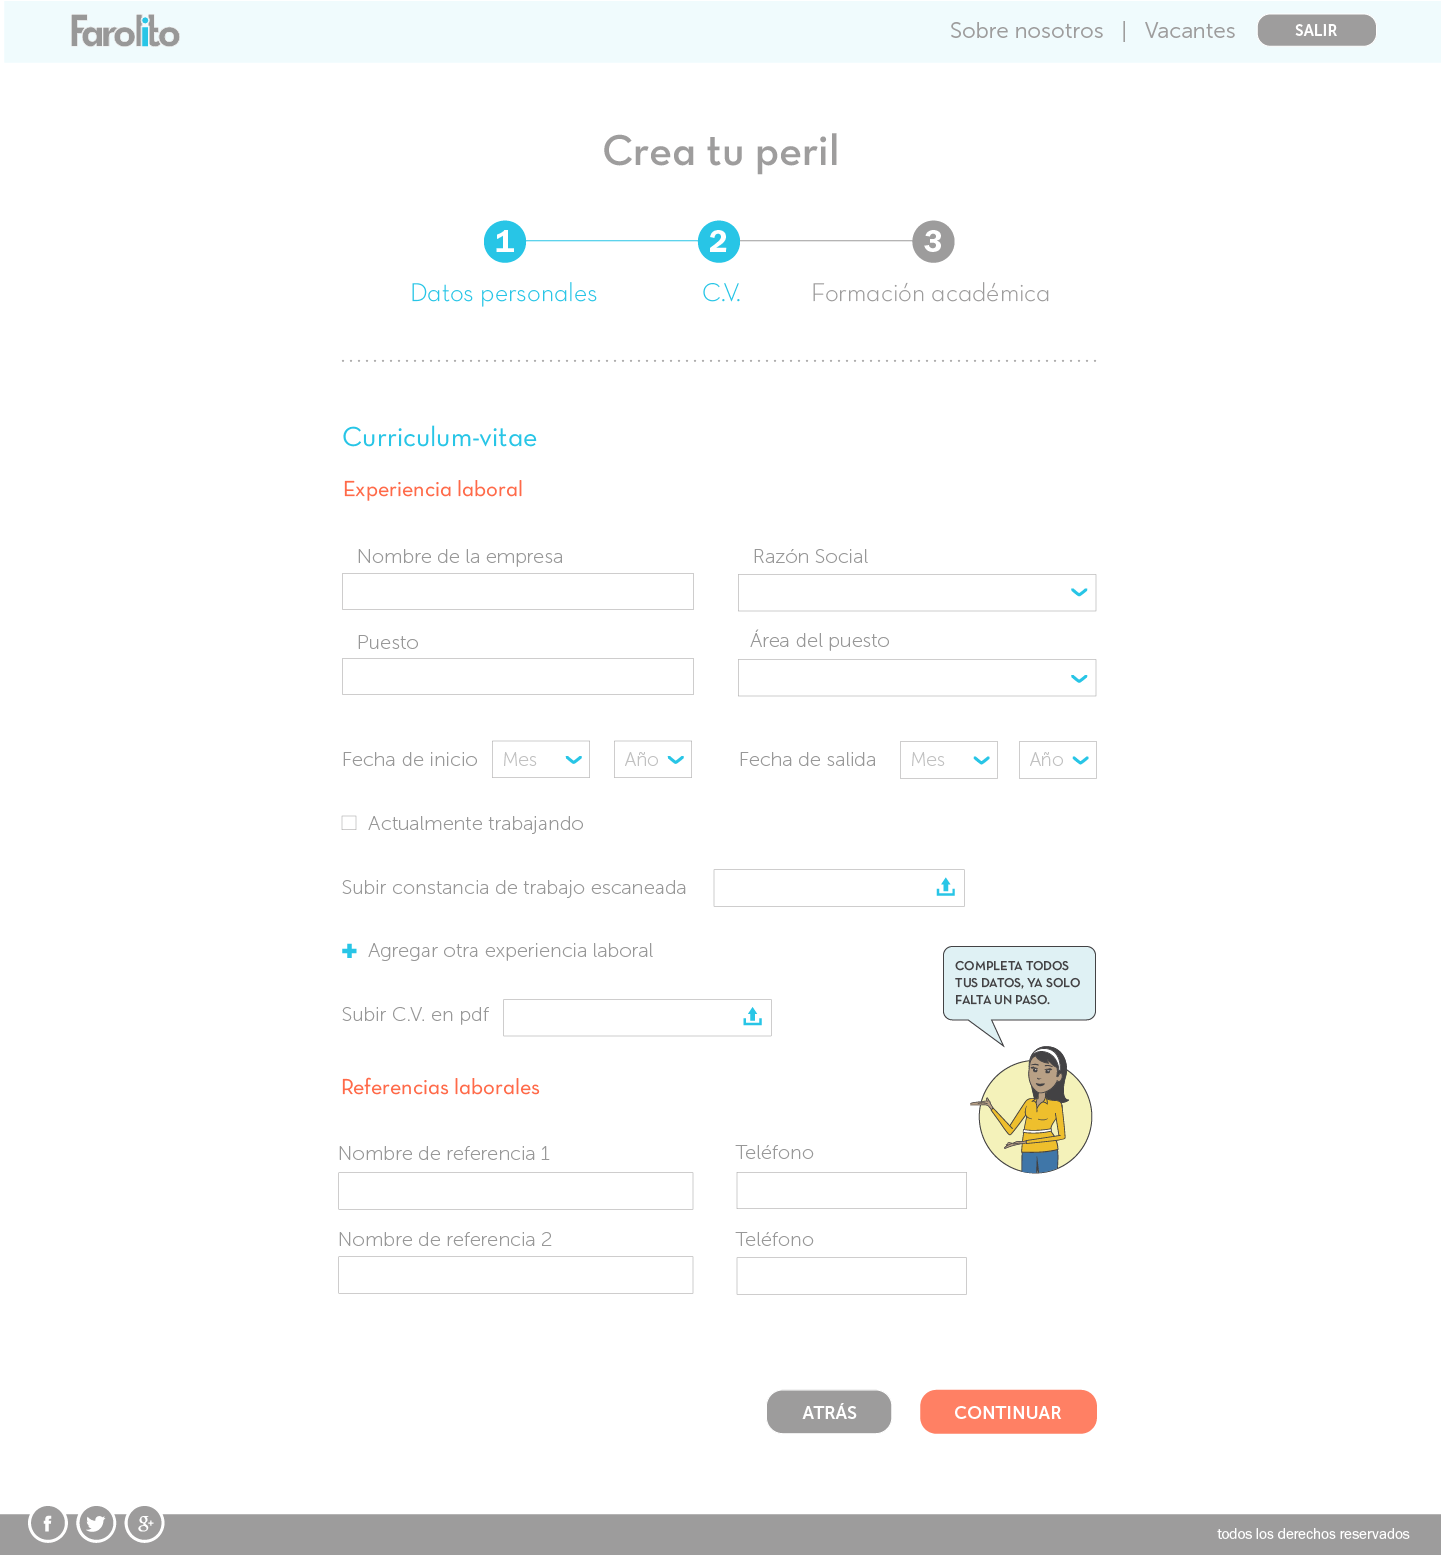 Farolito
Sobre nosotros | Vacantes SALIR
Crea tu peril
1 2 3
Datos personales C.V. Formación académica
Curriculum-vitae
Experiencia laboral
Nombre de la empresa Razón Social
Puesto Área del puesto
Fecha de inicio Mes Año Fecha de salida Mes Año
Actualmente trabajando
Subir constancia de trabajo escaneada
Agregar otra experiencia laboral
COMPLETA TODOS
TUS DATOS, YA SOLO
FALTA UN PASO.
Subir C.V. en pdf
Referencias laborales
Nombre de referencia 1 Teléfono
Nombre de referencia 2 Teléfono
ATRÁS CONTINUAR
f g+
todos los derechos reservados